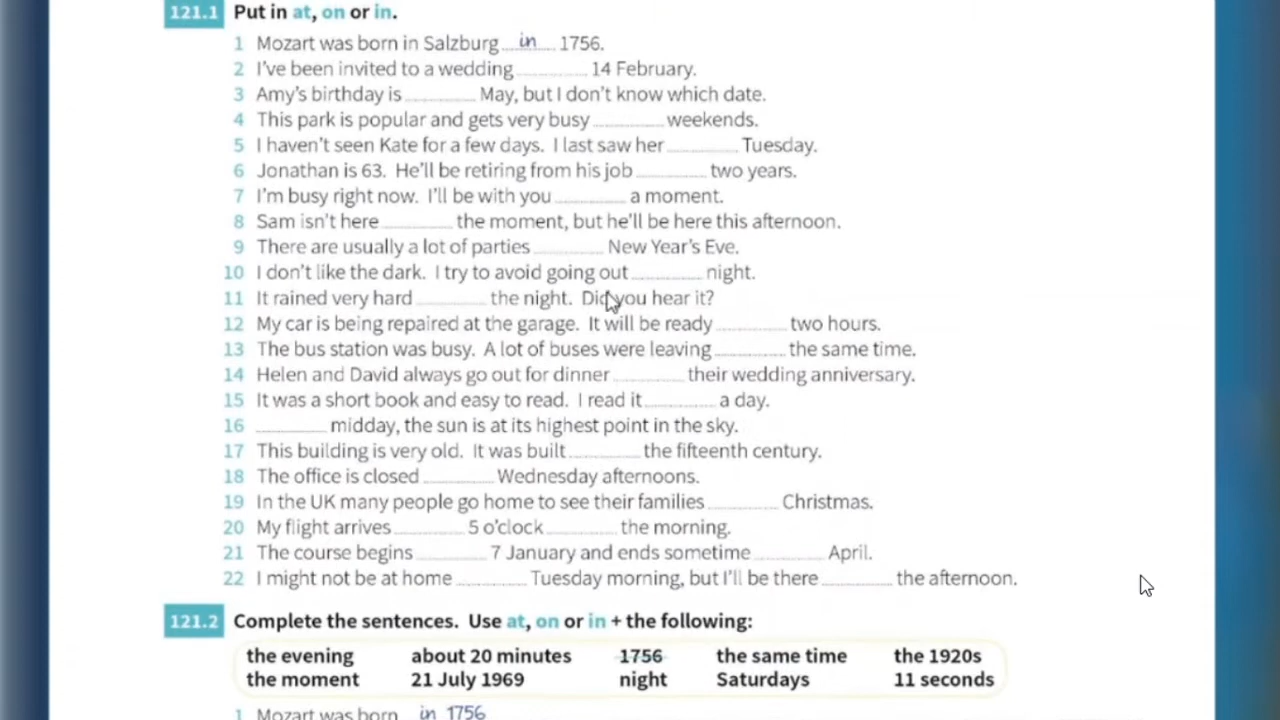 121.1 Put in at, on or in.
1 Mozart was born in Salzburg in 1756.
2 I've been invited to a wedding ............ 14 February.
3 Amy's birthday is ............ May, but I don't know which date.
4 This park is popular and gets very busy ............ weekends.
5 I haven't seen Kate for a few days. I last saw her ............ Tuesday.
6 Jonathan is 63. He'll be retiring from his job ............ two years.
7 I'm busy right now. I'll be with you ............ a moment.
8 Sam isn't here ............ the moment, but he'll be here this afternoon.
9 There are usually a lot of parties ............ New Year's Eve.
10 I don't like the dark. I try to avoid going out ............ night.
11 It rained very hard ............ the night. Did you hear it?
12 My car is being repaired at the garage. It will be ready ............ two hours.
13 The bus station was busy. A lot of buses were leaving ............ the same time.
14 Helen and David always go out for dinner ............ their wedding anniversary.
15 It was a short book and easy to read. I read it ............ a day.
16 ............ midday, the sun is at its highest point in the sky.
17 This building is very old. It was built ............ the fifteenth century.
18 The office is closed ............ Wednesday afternoons.
19 In the UK many people go home to see their families ............ Christmas.
20 My flight arrives ............ 5 o'clock ............ the morning.
21 The course begins ............ 7 January and ends sometime ............ April.
22 I might not be at home ............ Tuesday morning, but I'll be there ............ the afternoon.
121.2 Complete the sentences. Use at, on or in + the following:
the evening about 20 minutes 1756 the same time the 1920s
the moment 21 July 1969 night Saturdays 11 seconds
1 Mozart was born in 1756